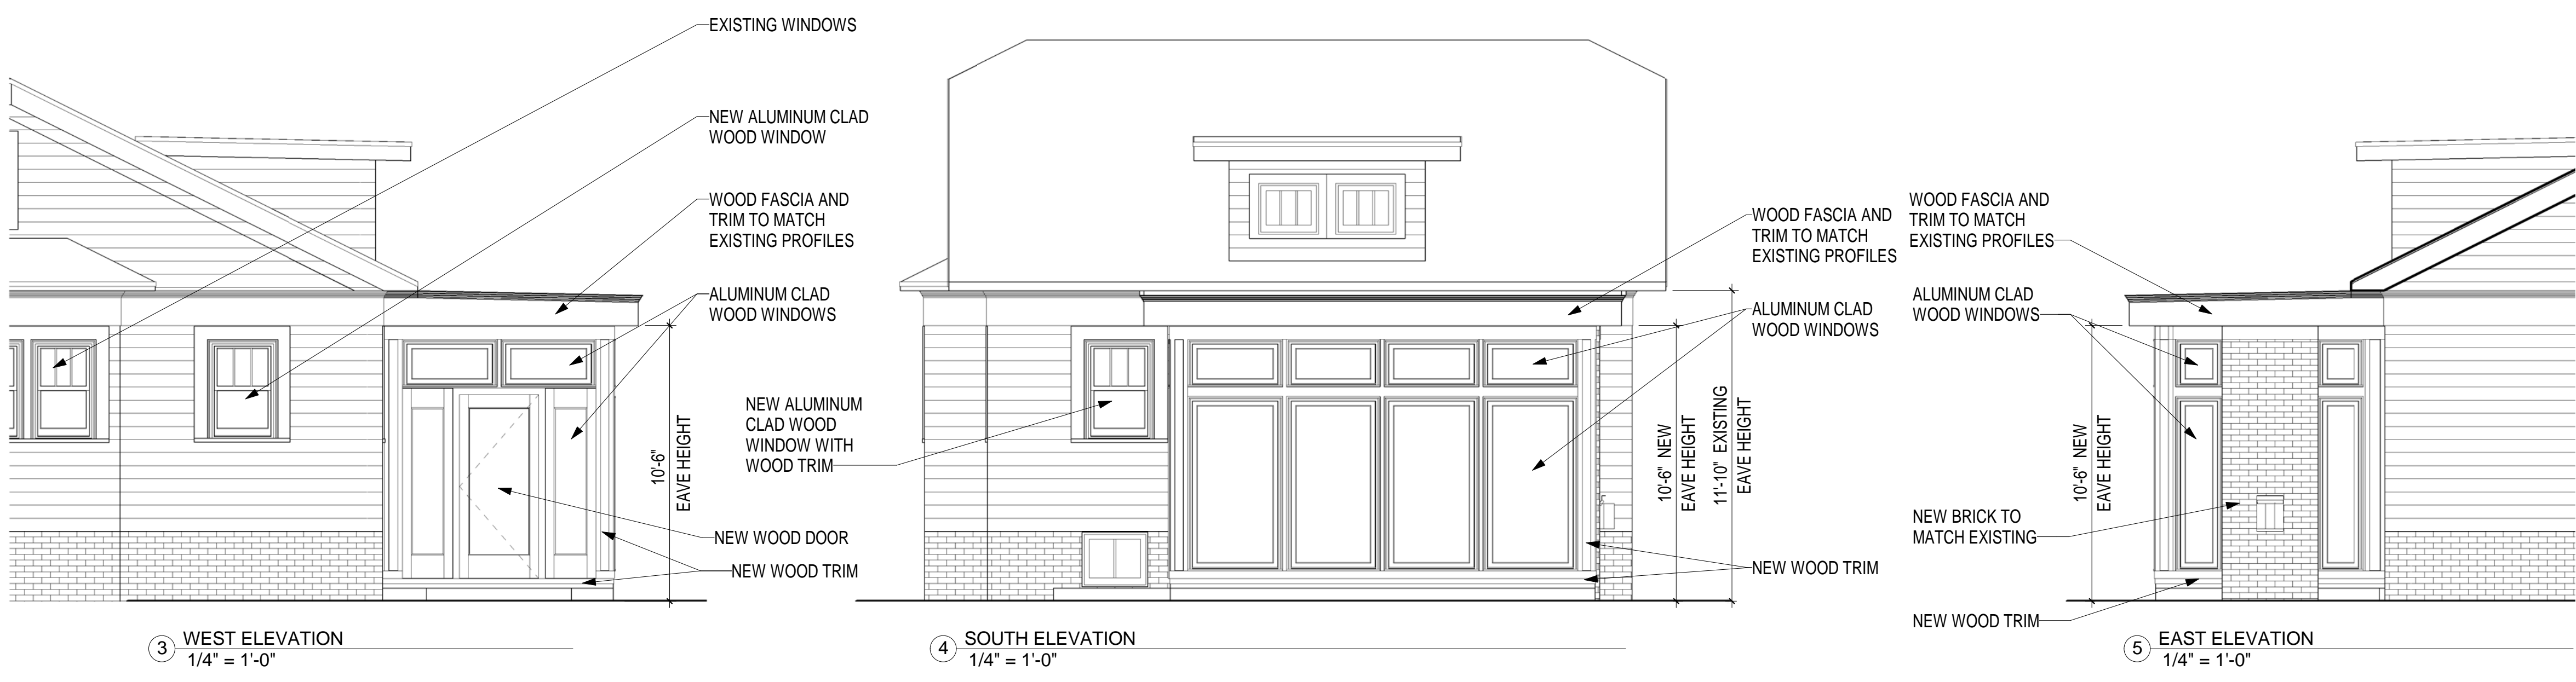 EXISTING WINDOWS
NEW ALUMINUM CLAD
WOOD WINDOW
WOOD FASCIA AND
TRIM TO MATCH
EXISTING PROFILES
ALUMINUM CLAD
WOOD WINDOWS
10'-6"
EAVE HEIGHT
NEW WOOD DOOR
NEW WOOD TRIM
3
WEST ELEVATION
1/4" = 1'-0"
NEW ALUMINUM
CLAD WOOD
WINDOW WITH
WOOD TRIM
WOOD FASCIA AND
TRIM TO MATCH
EXISTING PROFILES
ALUMINUM CLAD
WOOD WINDOWS
10'-6" NEW
EAVE HEIGHT
11'-10" EXISTING
EAVE HEIGHT
NEW WOOD TRIM
4
SOUTH ELEVATION
1/4" = 1'-0"
WOOD FASCIA AND
TRIM TO MATCH
EXISTING PROFILES
ALUMINUM CLAD
WOOD WINDOWS
10'-6" NEW
EAVE HEIGHT
NEW BRICK TO
MATCH EXISTING
NEW WOOD TRIM
5
EAST ELEVATION
1/4" = 1'-0"